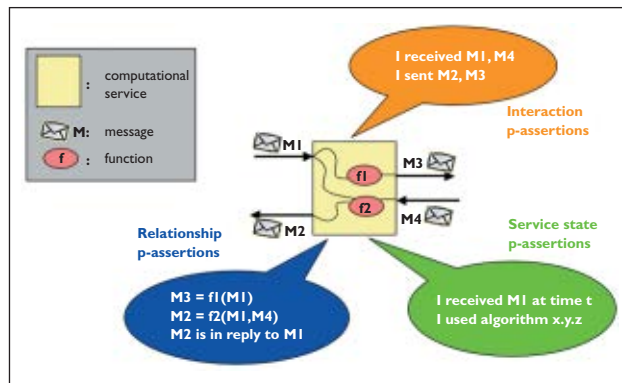 : computational
service
M: message
f : function
I received M1, M4
I sent M2, M3
Interaction
p-assertions
M1
M3
f1
f2
M2
M4
Relationship
p-assertions
Service state
p-assertions
M3 = f1(M1)
M2 = f2(M1,M4)
M2 is in reply to M1
I received M1 at time t
I used algorithm x.y.z